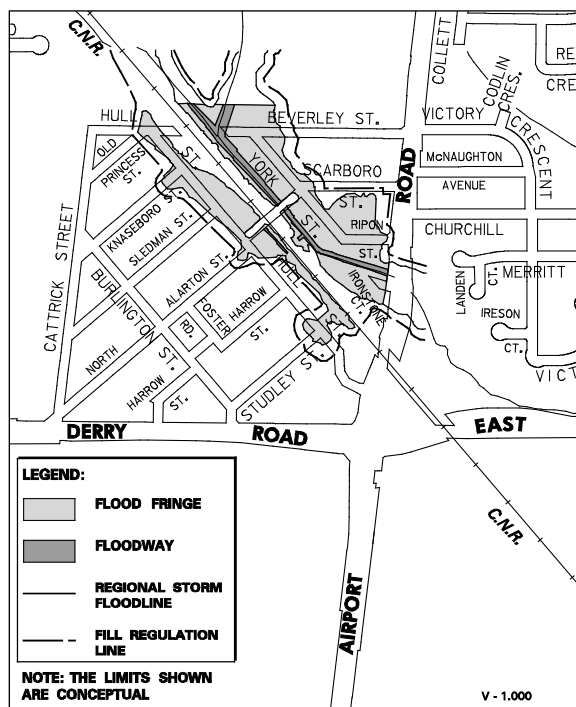 C.N.R.
COLLETT
RE
CRE
CODLIN
CRES.
HULL
ST.
BEVERLEY ST.
VICTORY
CRESCENT
OLD
PRINCESS
ST.
YORK
ST.
SCARBORO
ST.
ROAD
McNAUGHTON
AVENUE
KNASEBORO ST.
SLEDMAN ST.
RIPON
ST.
CHURCHILL
CATTRICK STREET
BURLINGTON ST.
ALARTON ST.
HULL
ST.
IRONSTONE
CT.
LANDEN
CT.
MERRITT
FOSTER
RD.
HARROW
ST.
IRESON
CT.
NORTH
HARROW
ST.
STUDLEY S
VICT
DERRY
ROAD
EAST
C.N.R.
AIRPORT
LEGEND:
FLOOD FRINGE
FLOODWAY
REGIONAL STORM
FLOODLINE
FILL REGULATION
LINE
NOTE: THE LIMITS SHOWN
ARE CONCEPTUAL
V - 1.000